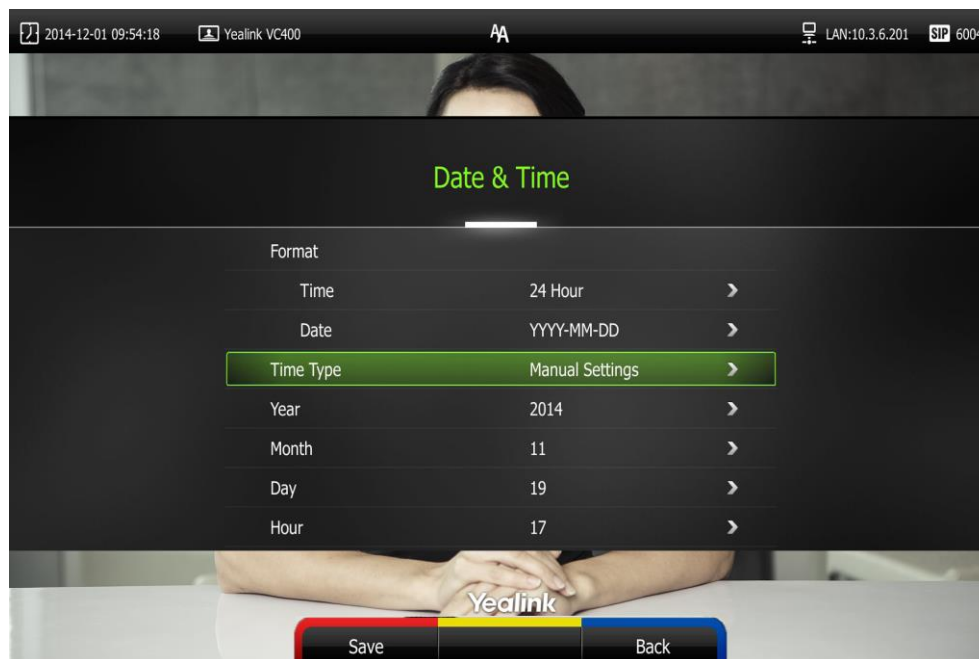 2014-12-01 09:54:18 Yealink VC400 AA LAN:10.3.6.201 SIP 6004
Date & Time
Format
Time 24 Hour
Date YYYY-MM-DD
Time Type Manual Settings
Year 2014
Month 11
Day 19
Hour 17
Yealink
Save Back